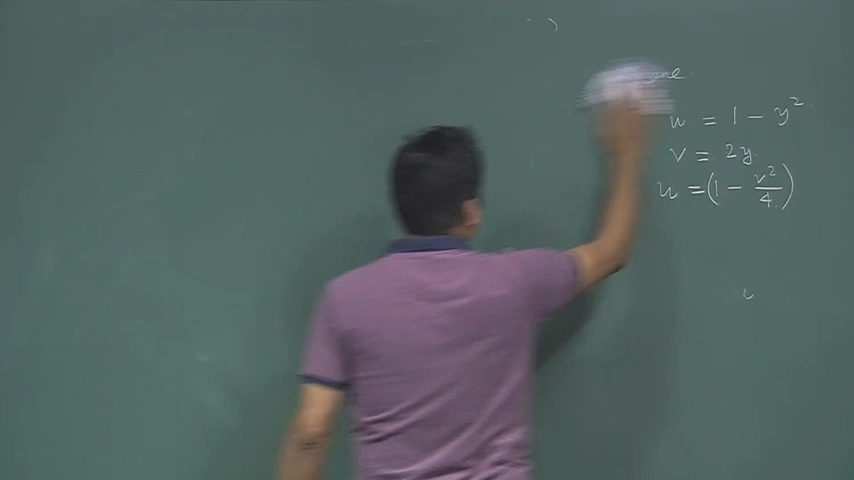 u = 1 - y²
v = 2y.
u = (1 - v²/4)